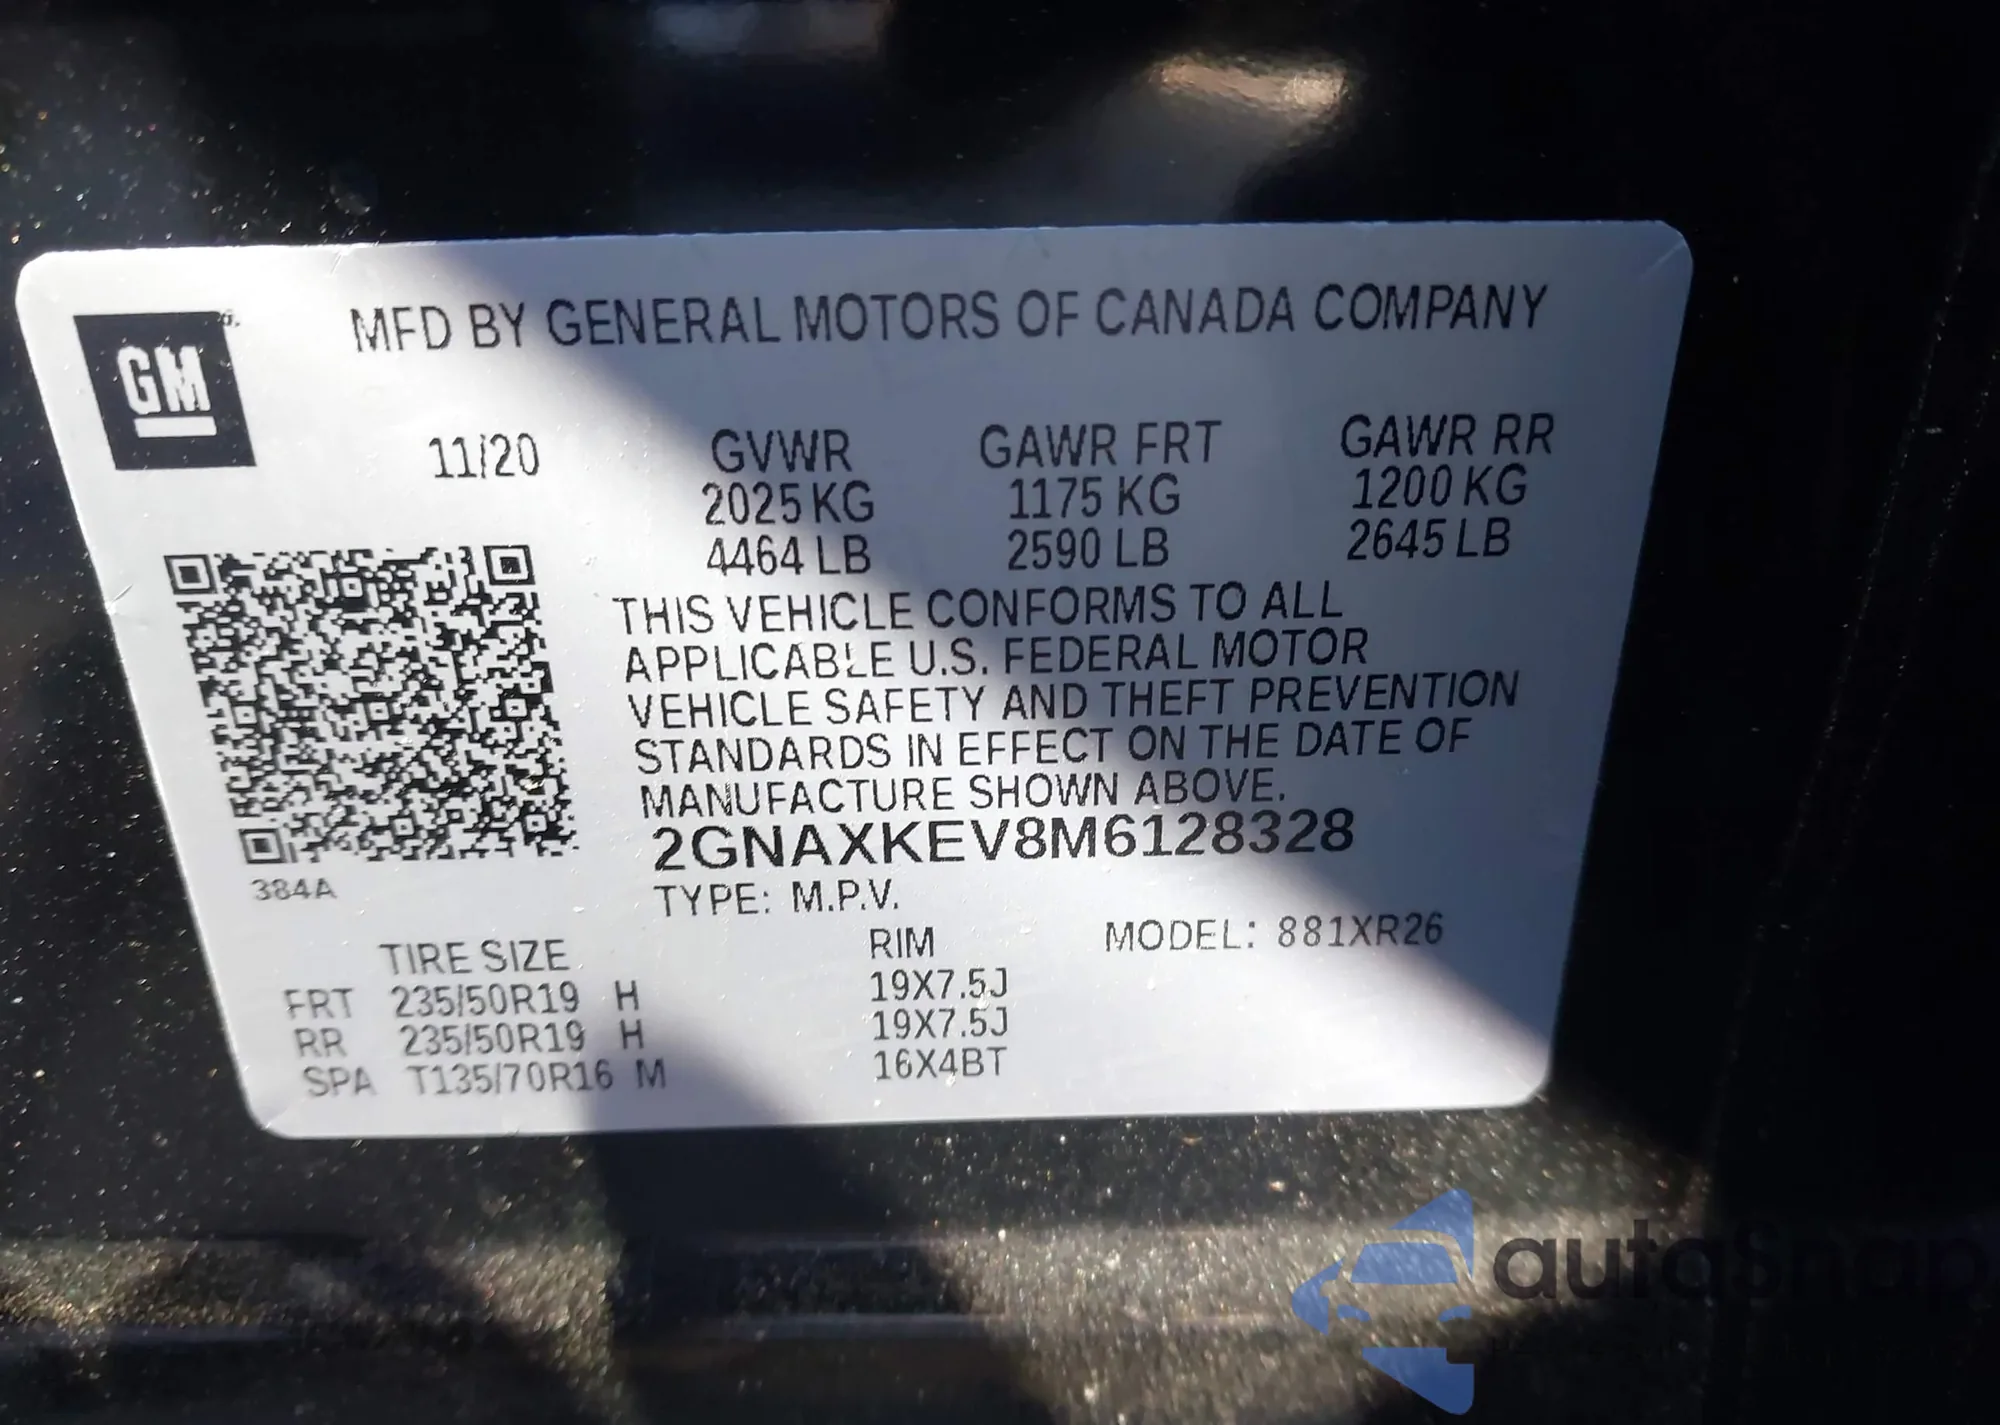 MFD BY GENERAL MOTORS OF CANADA COMPANY
GM
11/20 GVWR GAWR FRT GAWR RR
2025 KG 1175 KG 1200 KG
4464 LB 2590 LB 2645 LB
THIS VEHICLE CONFORMS TO ALL
APPLICABLE U.S. FEDERAL MOTOR
VEHICLE SAFETY AND THEFT PREVENTION
STANDARDS IN EFFECT ON THE DATE OF
MANUFACTURE SHOWN ABOVE.
2GNAXKEV8M6128328
384A
TYPE: M.P.V.
TIRE SIZE RIM MODEL: 881XR26
FRT 235/50R19 H 19X7.5J
RR 235/50R19 H 19X7.5J
SPA T135/70R16 M 16X4BT
autosnap